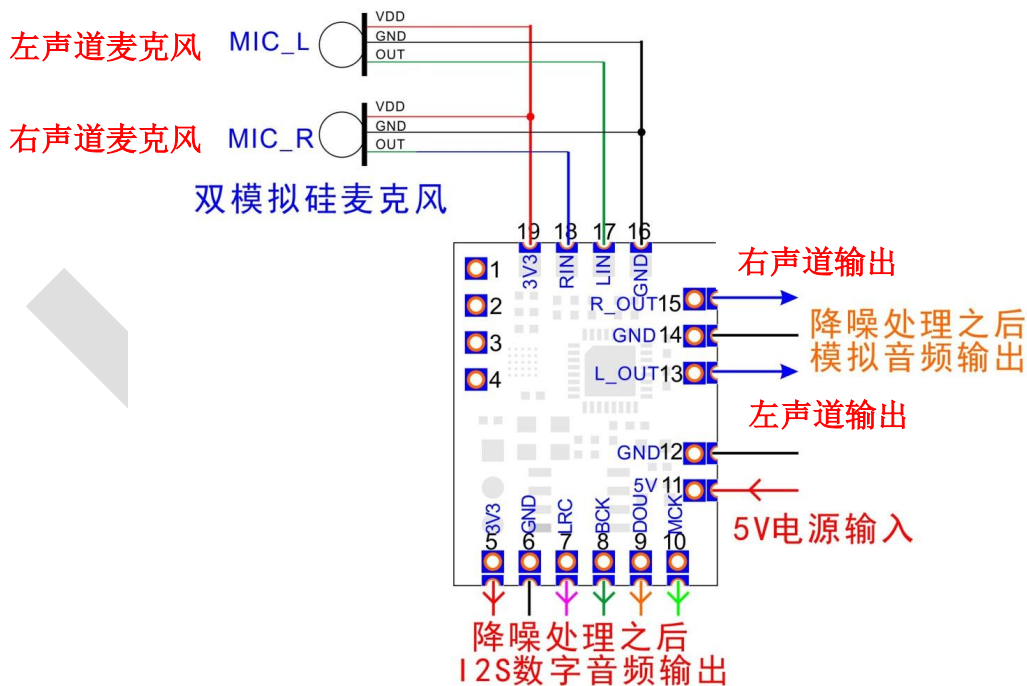 VDD
左声道麦克风 MIC_L GND
OUT
VDD
右声道麦克风 MIC_R GND
OUT
双模拟硅麦克风
19 18 17 16
3V3 RIN LIN GND
右声道输出
1
2
3
4
R_OUT 15
GND 14
L_OUT 13
降噪处理之后
模拟音频输出
左声道输出
GND 12
5V 11
5V电源输入
3V3 GND LRC BCK DOU MCK
5 6 7 8 9 10
降噪处理之后
I2S数字音频输出